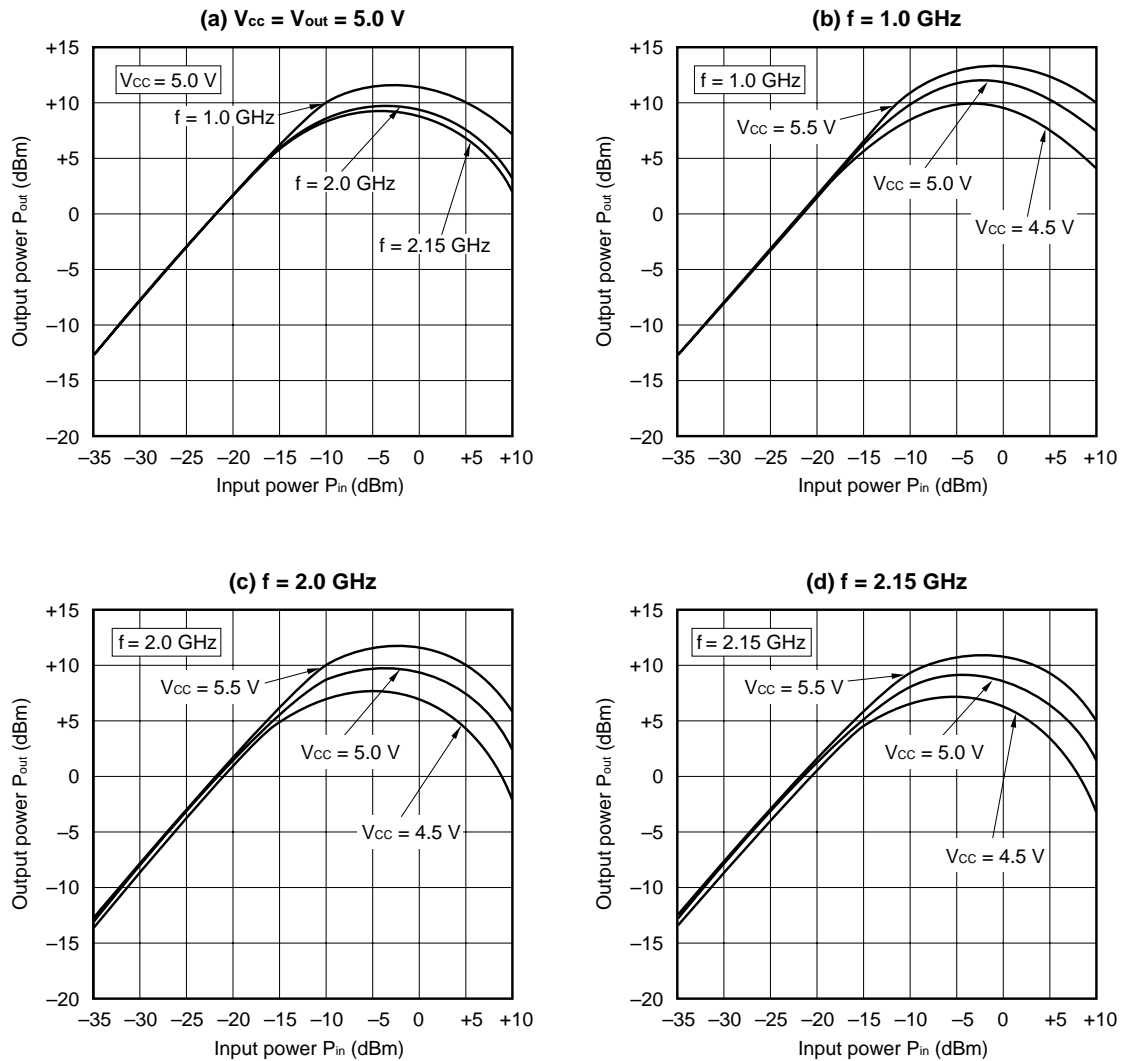 (a) Vcc = Vout = 5.0 V
+15
+10
+5
0
–5
–10
–15
–20
Output power Pout (dBm)
VCC = 5.0 V
f = 1.0 GHz
f = 2.0 GHz
f = 2.15 GHz
–35 –30 –25 –20 –15 –10 –5 0 +5 +10
Input power Pin (dBm)
(b) f = 1.0 GHz
+15
+10
+5
0
–5
–10
–15
–20
Output power Pout (dBm)
f = 1.0 GHz
VCC = 5.5 V
VCC = 5.0 V
VCC = 4.5 V
–35 –30 –25 –20 –15 –10 –5 0 +5 +10
Input power Pin (dBm)
(c) f = 2.0 GHz
+15
+10
+5
0
–5
–10
–15
–20
Output power Pout (dBm)
f = 2.0 GHz
VCC = 5.5 V
VCC = 5.0 V
VCC = 4.5 V
–35 –30 –25 –20 –15 –10 –5 0 +5 +10
Input power Pin (dBm)
(d) f = 2.15 GHz
+15
+10
+5
0
–5
–10
–15
–20
Output power Pout (dBm)
f = 2.15 GHz
VCC = 5.5 V
VCC = 5.0 V
VCC = 4.5 V
–35 –30 –25 –20 –15 –10 –5 0 +5 +10
Input power Pin (dBm)